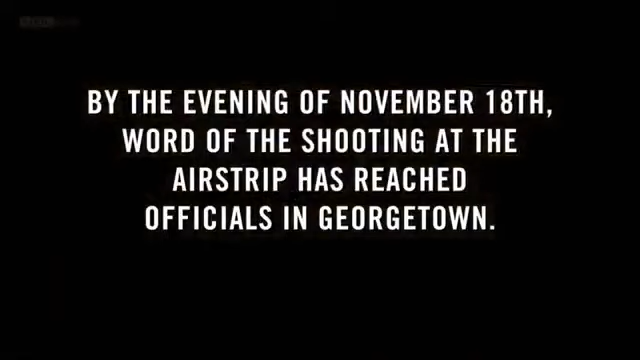 BY THE EVENING OF NOVEMBER 18TH,
WORD OF THE SHOOTING AT THE
AIRSTRIP HAS REACHED
OFFICIALS IN GEORGETOWN.